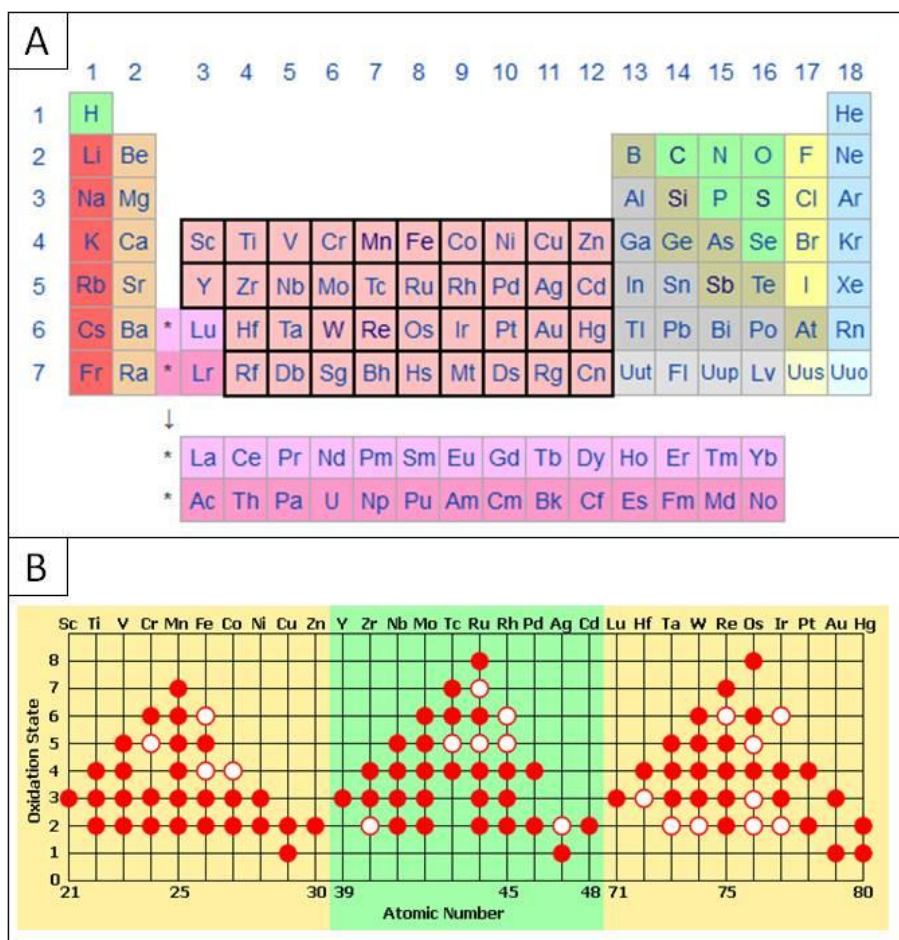 A
1 2 3 4 5 6 7 8 9 10 11 12 13 14 15 16 17 18
1 H He
2 Li Be B C N O F Ne
3 Na Mg Al Si P S Cl Ar
4 K Ca Sc Ti V Cr Mn Fe Co Ni Cu Zn Ga Ge As Se Br Kr
5 Rb Sr Y Zr Nb Mo Tc Ru Rh Pd Ag Cd In Sn Sb Te I Xe
6 Cs Ba * Lu Hf Ta W Re Os Ir Pt Au Hg Tl Pb Bi Po At Rn
7 Fr Ra * Lr Rf Db Sg Bh Hs Mt Ds Rg Cn Uut Fl Uup Lv Uus Uuo
↓
* La Ce Pr Nd Pm Sm Eu Gd Tb Dy Ho Er Tm Yb
* Ac Th Pa U Np Pu Am Cm Bk Cf Es Fm Md No
B
Sc Ti V Cr Mn Fe Co Ni Cu Zn Y Zr Nb Mo Tc Ru Rh Pd Ag Cd Lu Hf Ta W Re Os Ir Pt Au Hg
Oxidation State
8
7
6
5
4
3
2
1
0
21 25 30 39 45 48 71 75 80
Atomic Number